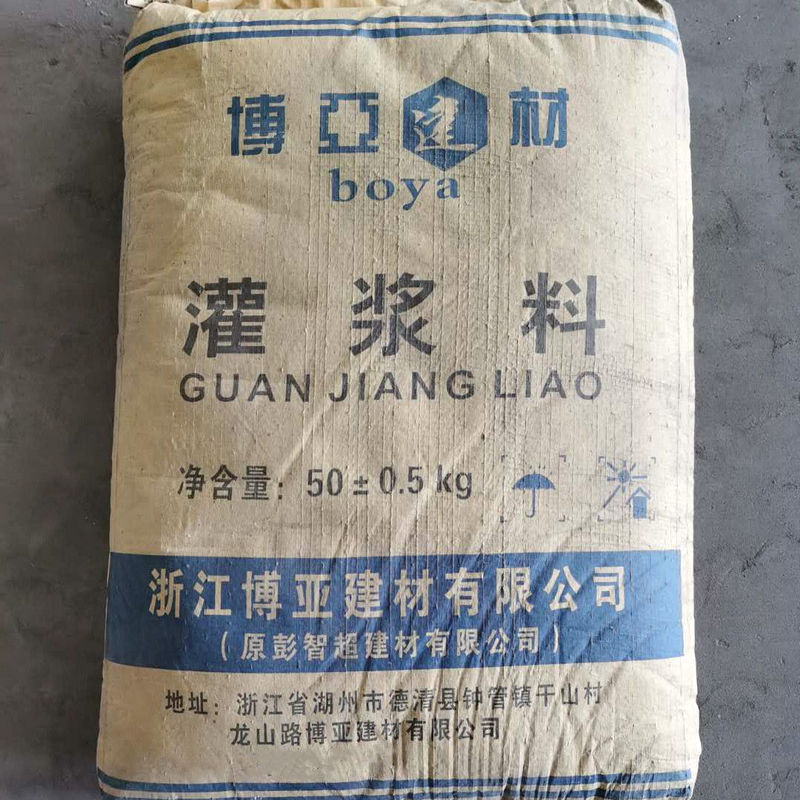 博亚建材
boya
灌浆料
GUAN JIANG LIAO
净含量：50±0.5 kg
浙江博亚建材有限公司
（原彭智超建材有限公司）
地址：浙江省湖州市德清县钟管镇干山村
龙山路博亚建材有限公司